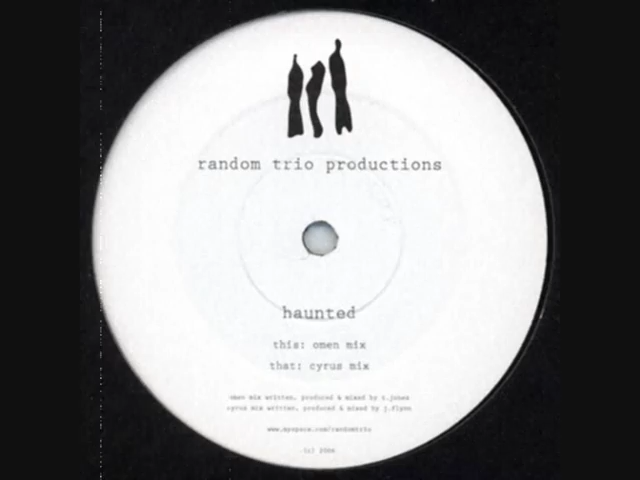 random trio productions
haunted
this: omen mix
that: cyrus mix
omen mix written, produced & mixed by s.jones
cyrus mix written, produced & mixed by j.flynn
www.myspace.com/randomtrio
(c) 2006